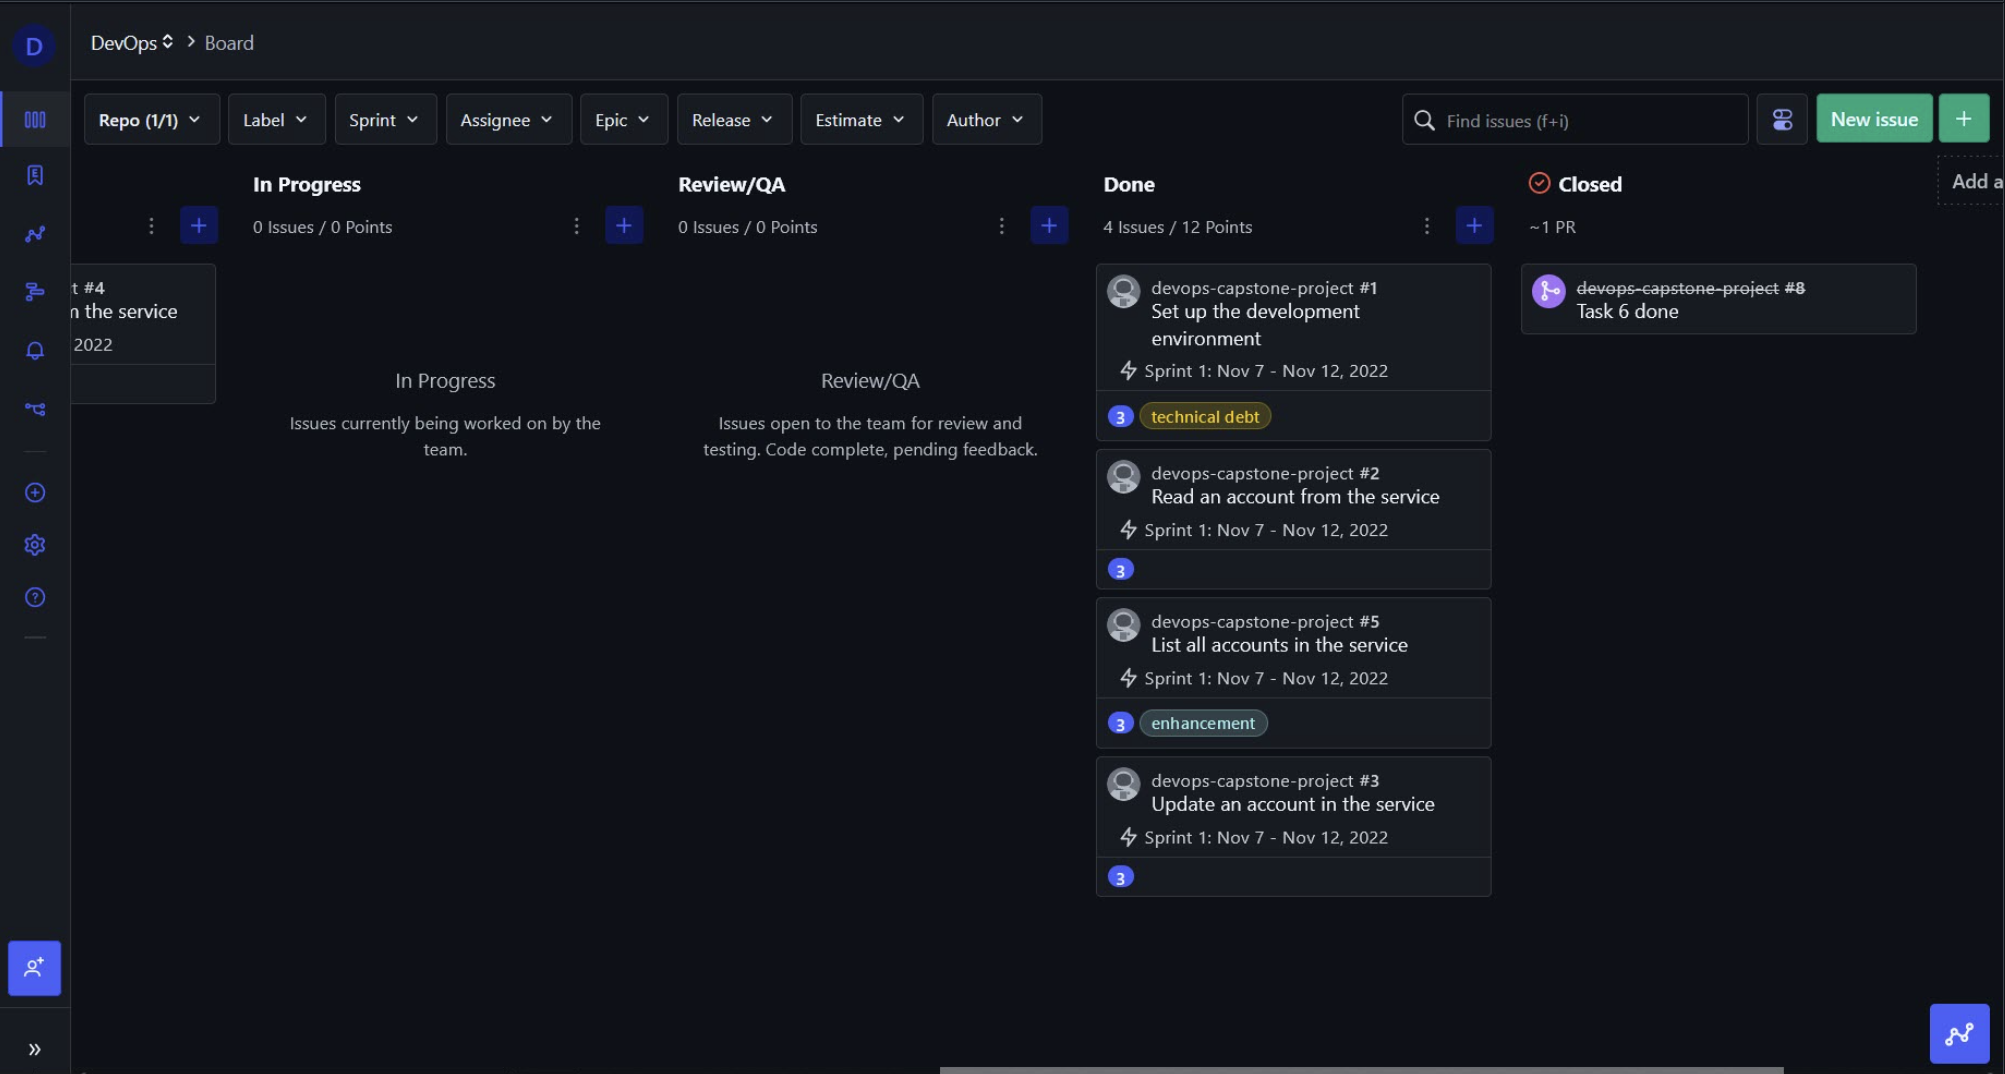 D
DevOps > Board
Repo (1/1)
Label
Sprint
Assignee
Epic
Release
Estimate
Author
Find issues (f+i)
New issue
+
t #4
n the service
2022
In Progress
0 Issues / 0 Points
In Progress
Issues currently being worked on by the
team.
Review/QA
0 Issues / 0 Points
Review/QA
Issues open to the team for review and
testing. Code complete, pending feedback.
Done
4 Issues / 12 Points
devops-capstone-project #1
Set up the development
environment
Sprint 1: Nov 7 - Nov 12, 2022
3 technical debt
devops-capstone-project #2
Read an account from the service
Sprint 1: Nov 7 - Nov 12, 2022
3
devops-capstone-project #5
List all accounts in the service
Sprint 1: Nov 7 - Nov 12, 2022
3 enhancement
devops-capstone-project #3
Update an account in the service
Sprint 1: Nov 7 - Nov 12, 2022
3
Closed
~1 PR
devops-capstone-project #8
Task 6 done
Add a